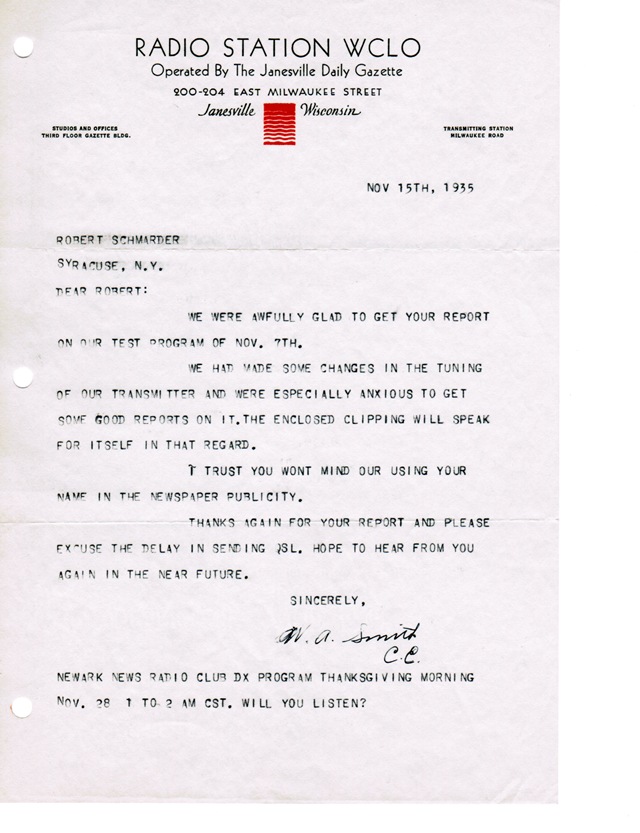 RADIO STATION WCLO
Operated By The Janesville Daily Gazette
200-204 EAST MILWAUKEE STREET
Janesville Wisconsin
STUDIOS AND OFFICES
THIRD FLOOR GAZETTE BLDG.
TRANSMITTING STATION
MILWAUKEE ROAD
NOV 15TH, 1935
ROBERT SCHMARDER
SYRACUSE, N.Y.
DEAR ROBERT:
WE WERE AWFULLY GLAD TO GET YOUR REPORT
ON OUR TEST PROGRAM OF NOV. 7TH.
WE HAD MADE SOME CHANGES IN THE TUNING
OF OUR TRANSMITTER AND WERE ESPECIALLY ANXIOUS TO GET
SOME GOOD REPORTS ON IT.THE ENCLOSED CLIPPING WILL SPEAK
FOR ITSELF IN THAT REGARD.
I TRUST YOU WONT MIND OUR USING YOUR
NAME IN THE NEWSPAPER PUBLICITY.
THANKS AGAIN FOR YOUR REPORT AND PLEASE
EXCUSE THE DELAY IN SENDING QSL. HOPE TO HEAR FROM YOU
AGAIN IN THE NEAR FUTURE.
SINCERELY,
W. A. Smith
C.E.
NEWARK NEWS RADIO CLUB DX PROGRAM THANKSGIVING MORNING
NOV. 28 1 TO 2 AM CST. WILL YOU LISTEN?